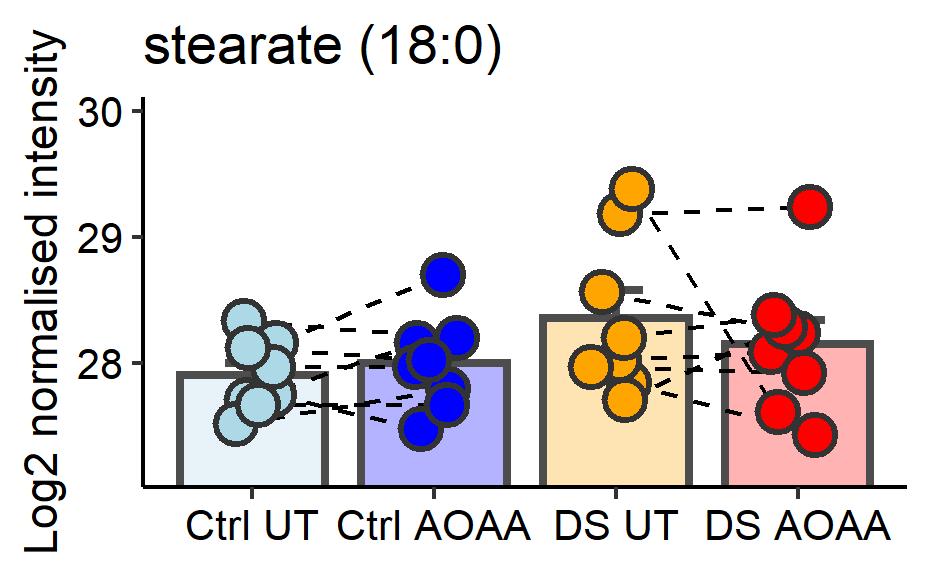 stearate (18:0)
Log2 normalised intensity
30
29
28
Ctrl UT
Ctrl AOAA
DS UT
DS AOAA